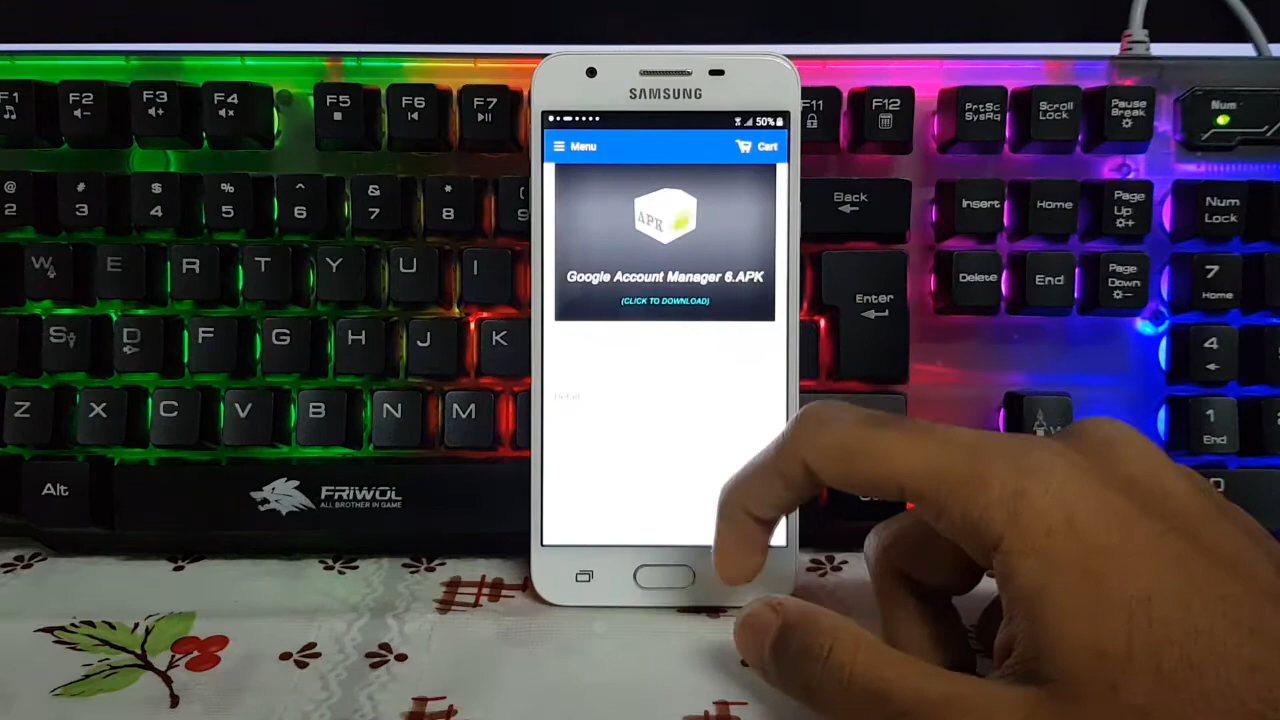 F1
F2
F3
F4
F5
F6
F7
F11
F12
PrtSc
SysRq
Scroll
Lock
Pause
Break
Num
SAMSUNG
50%
Menu
Cart
APK
Google Account Manager 6.APK
(CLICK TO DOWNLOAD)
@
2
#
3
$
4
%
5
^
6
&
7
*
8
(
9
Back
Insert
Home
Page
Up
Num
Lock
W
E
R
T
Y
U
I
Enter
Delete
End
Page
Down
7
Home
S
D
F
G
H
J
K
4
Z
X
C
V
B
N
M
1
End
Alt
FRIWOL
ALL BROTHER IN GAME